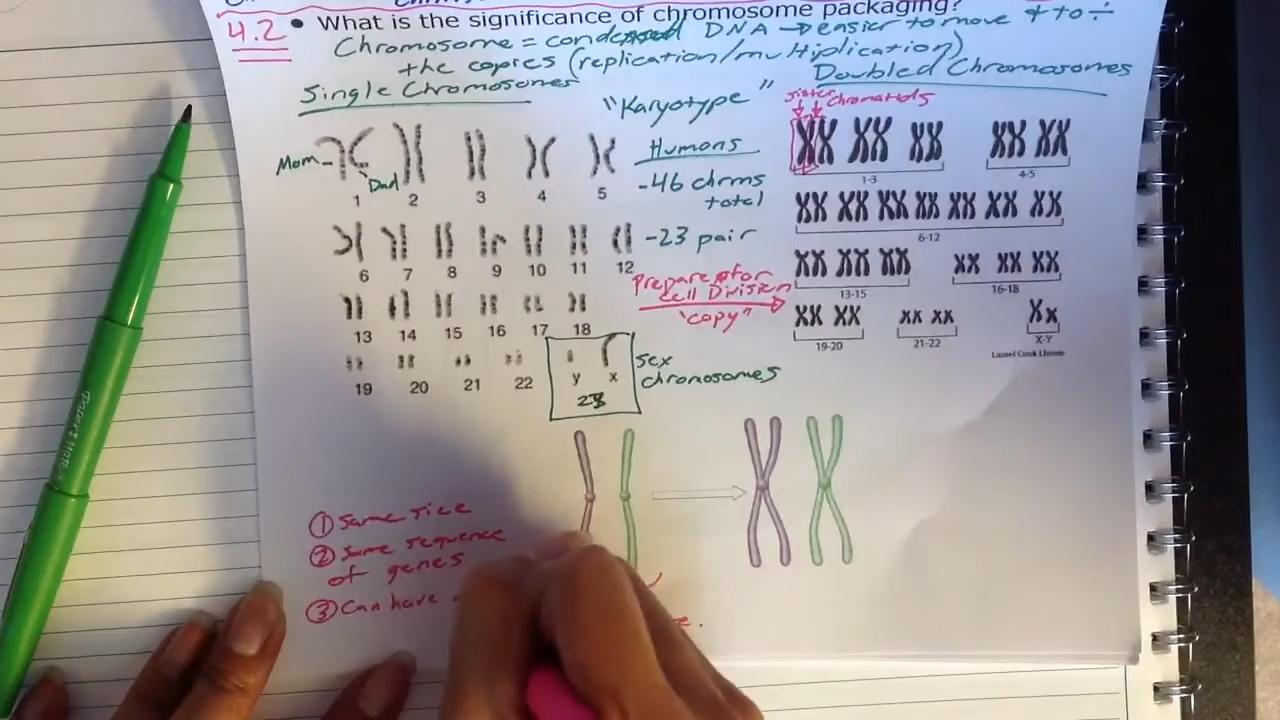 4.2 • What is the significance of chromosome packaging?
Chromosome = condensed DNA → easier to move & to ÷
the copies (replication/multiplication)
Single Chromosomes
"Karyotype"
Doubled Chromosomes
sister chromatids
Mom
Dad
1 2 3 4 5
Humans
-46 chrms
total
1-3 4-5
6 7 8 9 10 11 12
-23 pair
6-12
Prepare for
cell Division
"copy"
13 14 15 16 17 18
13-15 16-18
19 20 21 22
y x
23
sex
chromosomes
19-20 21-22 X-Y
① Same size
② Same sequence
of genes
③ Can have